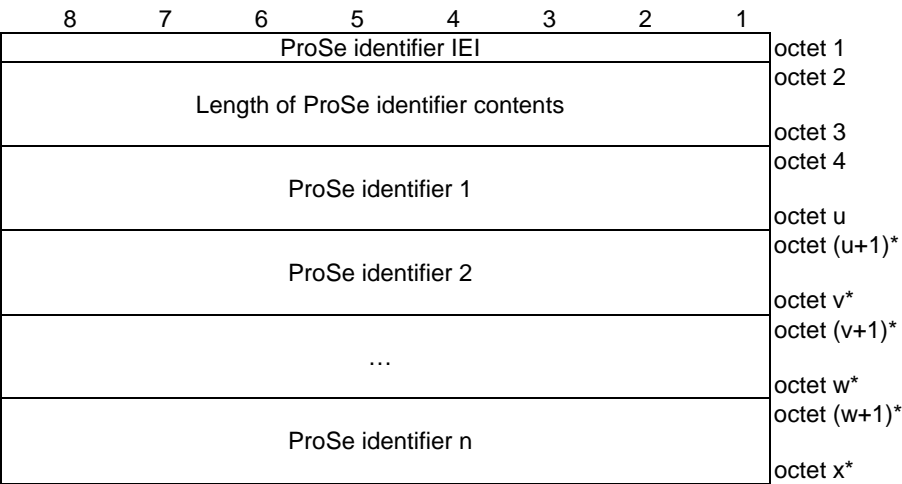 8 7 6 5 4 3 2 1
ProSe identifier IEI octet 1
octet 2
Length of ProSe identifier contents
octet 3
octet 4
ProSe identifier 1
octet u
octet (u+1)*
ProSe identifier 2
octet v*
octet (v+1)*
…
octet w*
octet (w+1)*
ProSe identifier n
octet x*